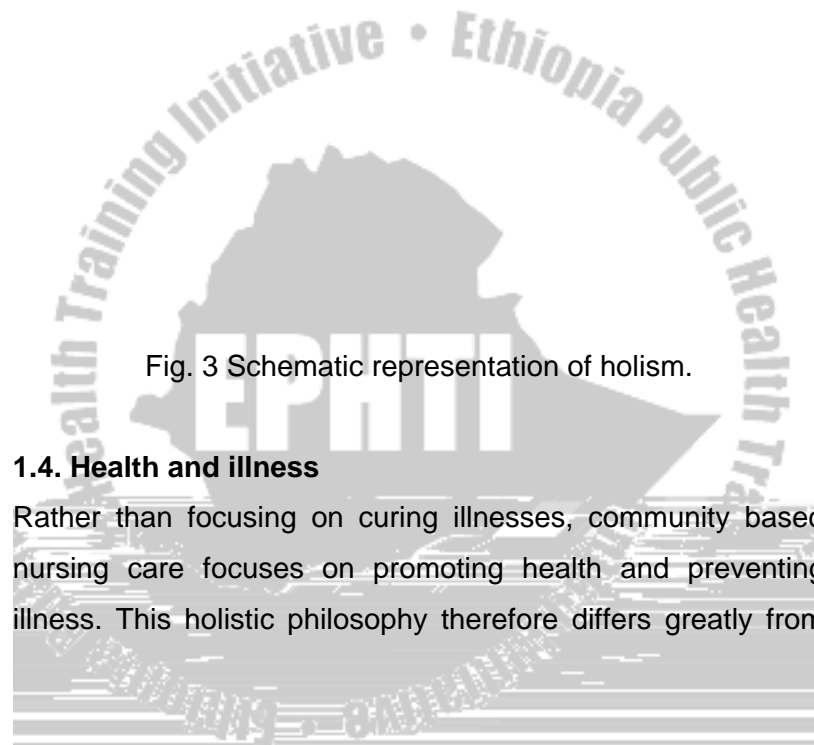 Health Training Initiative • Ethiopia Public Health Tra
EPHTI
Fig. 3 Schematic representation of holism.
1.4. Health and illness
Rather than focusing on curing illnesses, community based
nursing care focuses on promoting health and preventing
illness. This holistic philosophy therefore differs greatly from